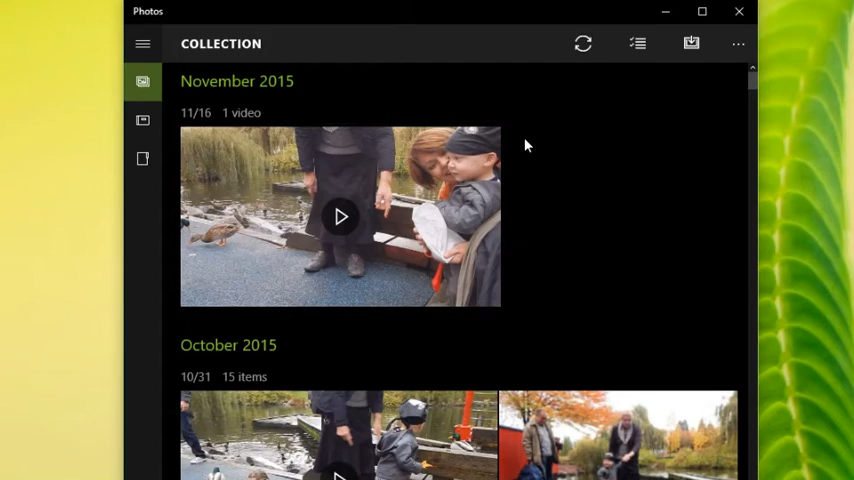 Photos
COLLECTION
November 2015
11/16 1 video
October 2015
10/31 15 items